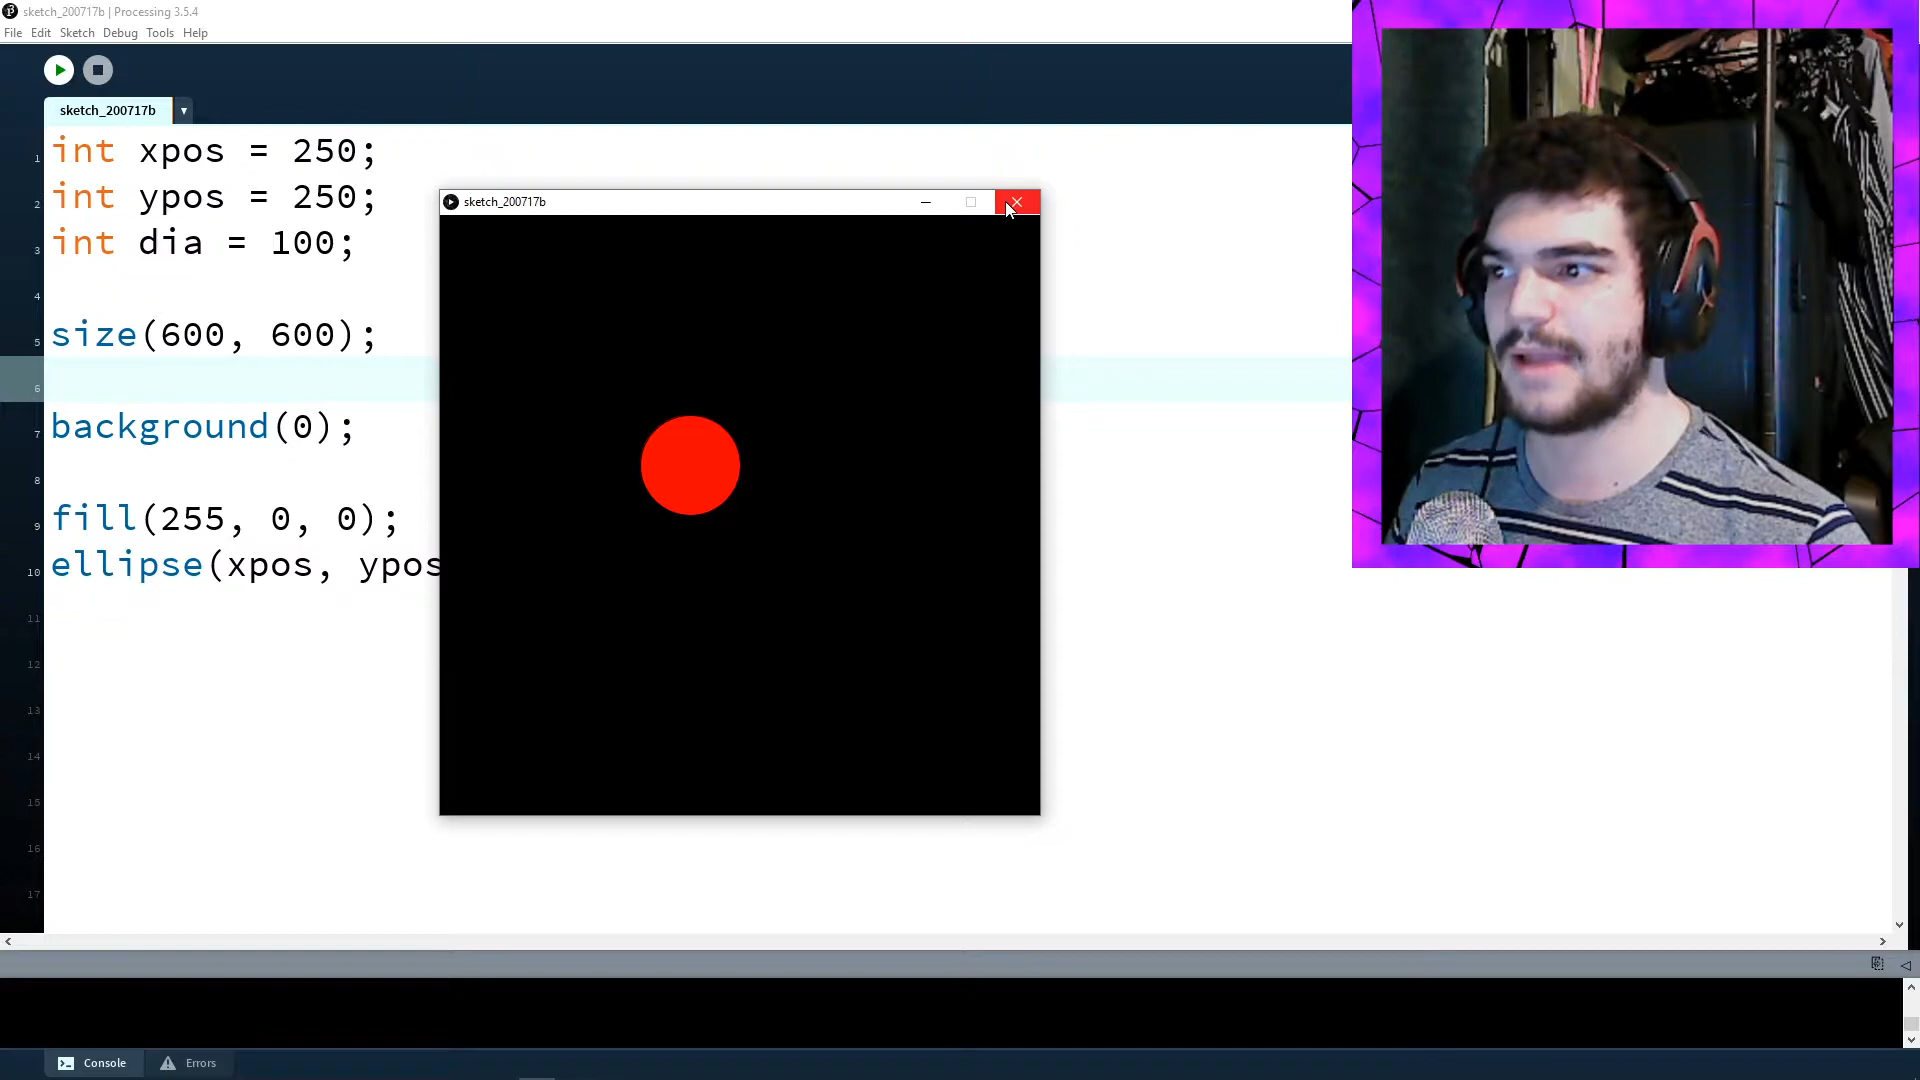 sketch_200717b | Processing 3.5.4
File Edit Sketch Debug Tools Help
sketch_200717b
1 int xpos = 250;
2 int ypos = 250;
3 int dia = 100;
4
5 size(600, 600);
6
7 background(0);
8
9 fill(255, 0, 0);
10 ellipse(xpos, ypos
11
12
13
14
15
16
17
sketch_200717b
Console Errors